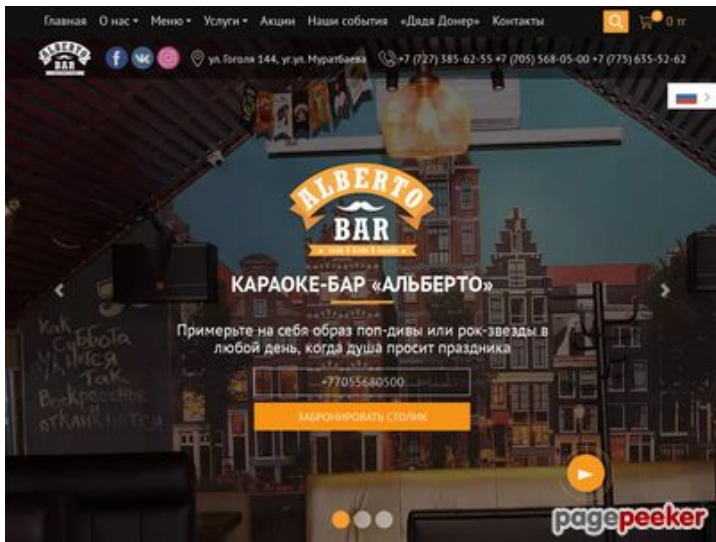 Главная О нас Меню Услуги Акции Наши события «Дядя Донер» Контакты 0 тг
ALBERTO BAR ул. Гоголя 144, уг.ул. Муратбаева +7 (727) 385-62-55 +7 (705) 568-05-00 +7 (775) 635-52-62
ALBERTO
BAR
КАРАОКЕ-БАР «АЛЬБЕРТО»
Примерьте на себя образ поп-дивы или рок-звезды в
любой день, когда душа просит праздника
Как
Суббота
Так
Воскресенье
и
откликнется
+77055680500
ЗАБРОНИРОВАТЬ СТОЛИК
pagepeeker